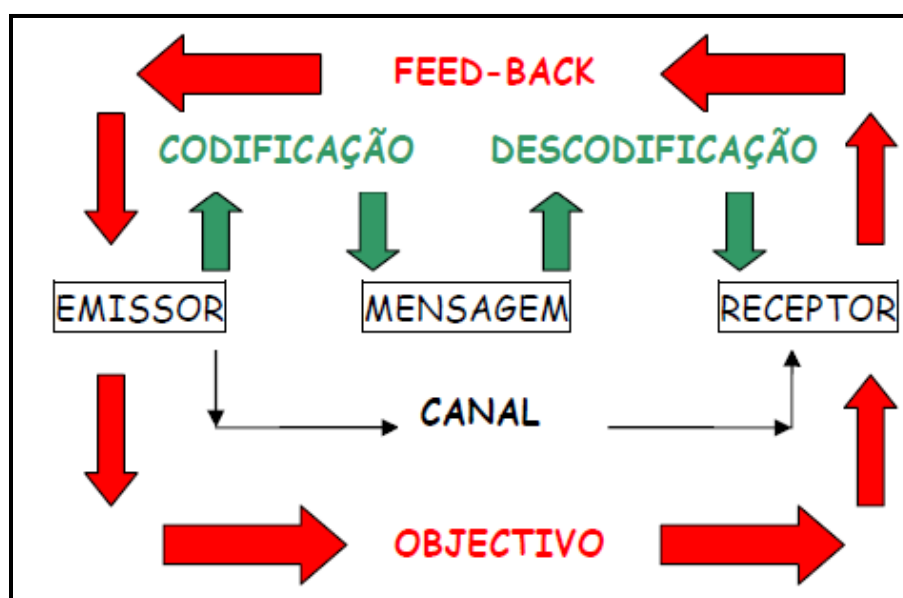 FEED-BACK
CODIFICAÇÃO DESCODIFICAÇÃO
EMISSOR MENSAGEM RECEPTOR
CANAL
OBJECTIVO